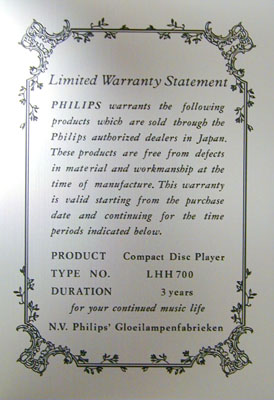 Limited Warranty Statement
PHILIPS warrants the following
products which are sold through the
Philips authorized dealers in Japan.
These products are free from defects
in material and workmanship at the
time of manufacture. This warranty
is valid starting from the purchase
date and continuing for the time
periods indicated below.
PRODUCT Compact Disc Player
TYPE NO. LHH700
DURATION 3 years
for your continued music life
N.V. Philips' Gloeilampenfabrieken